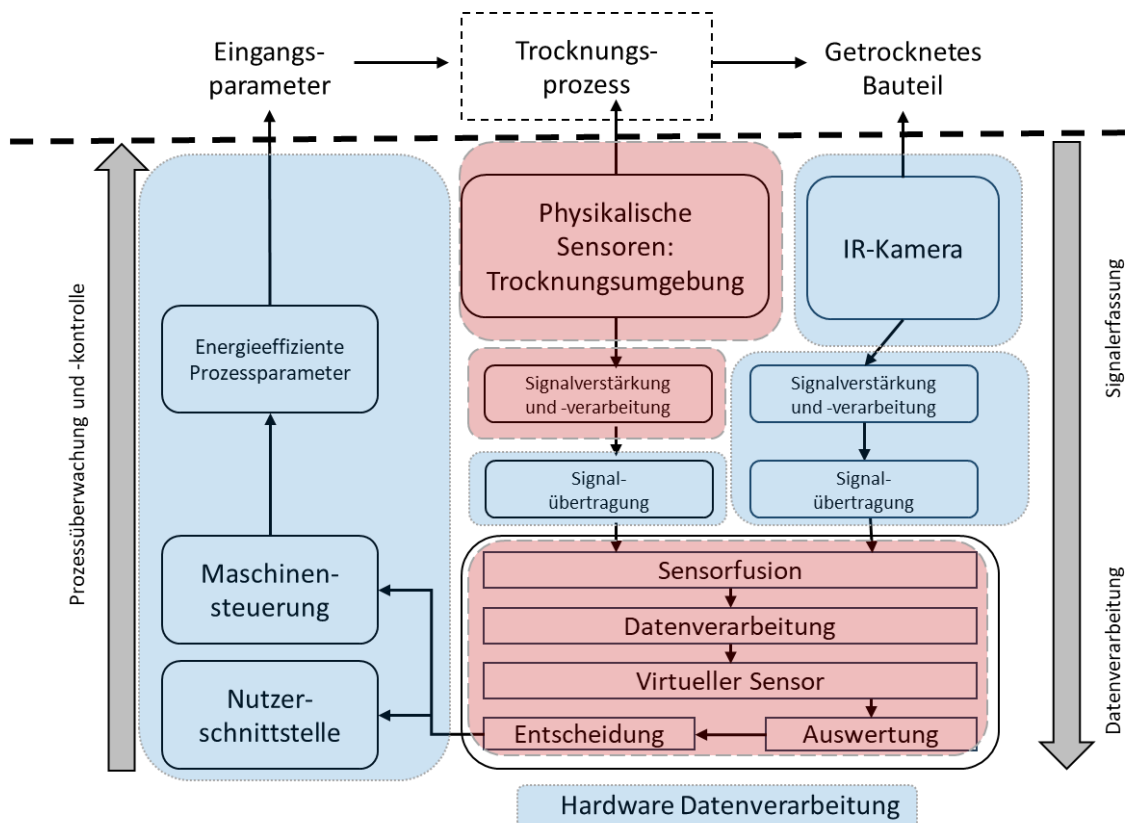 Eingangs-
parameter
Trocknungs-
prozess
Getrocknetes
Bauteil
Prozessüberwachung und -kontrolle
Physikalische
Sensoren:
Trocknungsumgebung
IR-Kamera
Signalerfassung
Energieeffiziente
Prozessparameter
Signalverstärkung
und -verarbeitung
Signalverstärkung
und -verarbeitung
Signal-
übertragung
Signal-
übertragung
Maschinen-
steuerung
Sensorfusion
Datenverarbeitung
Virtueller Sensor
Nutzer-
schnittstelle
Entscheidung
Auswertung
Datenverarbeitung
Hardware Datenverarbeitung